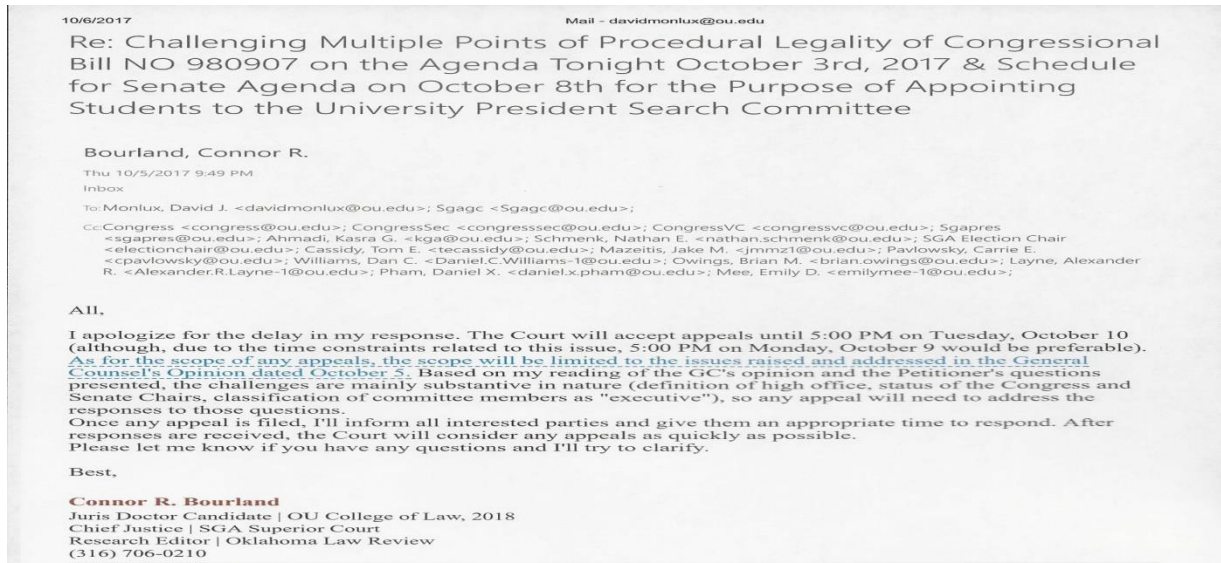 10/6/2017 Mail - davidmonlux@ou.edu
Re: Challenging Multiple Points of Procedural Legality of Congressional
Bill NO 980907 on the Agenda Tonight October 3rd, 2017 & Schedule
for Senate Agenda on October 8th for the Purpose of Appointing
Students to the University President Search Committee
Bourland, Connor R.
Thu 10/5/2017 9:49 PM
Inbox
To: Monlux, David J. <davidmonlux@ou.edu>; Sgagc <Sgagc@ou.edu>;
Cc: Congress <congress@ou.edu>; CongressSec <congresssec@ou.edu>; CongressVC <congressvc@ou.edu>; Sgapres
<sgapres@ou.edu>; Ahmadi, Kasra G. <kga@ou.edu>; Schmenk, Nathan E. <nathan.schmenk@ou.edu>; SGA Election Chair
<electionchair@ou.edu>; Cassidy, Tom E. <tecassidy@ou.edu>; Mazeitis, Jake M. <jmmz1@ou.edu>; Pavlowsky, Carrie E.
<cpavlowsky@ou.edu>; Williams, Dan C. <Daniel.C.Williams-1@ou.edu>; Owings, Brian M. <brian.owings@ou.edu>; Layne, Alexander
R. <Alexander.R.Layne-1@ou.edu>; Pham, Daniel X. <daniel.x.pham@ou.edu>; Mee, Emily D. <emilymee-1@ou.edu>;
All,
I apologize for the delay in my response. The Court will accept appeals until 5:00 PM on Tuesday, October 10
(although, due to the time constraints related to this issue, 5:00 PM on Monday, October 9 would be preferable).
As for the scope of any appeals, the scope will be limited to the issues raised and addressed in the General
Counsel's Opinion dated October 5. Based on my reading of the GC's opinion and the Petitioner's questions
presented, the challenges are mainly substantive in nature (definition of high office, status of the Congress and
Senate Chairs, classification of committee members as "executive"), so any appeal will need to address the
responses to those questions.
Once any appeal is filed, I'll inform all interested parties and give them an appropriate time to respond. After
responses are received, the Court will consider any appeals as quickly as possible.
Please let me know if you have any questions and I'll try to clarify.
Best,
Connor R. Bourland
Juris Doctor Candidate | OU College of Law, 2018
Chief Justice | SGA Superior Court
Research Editor | Oklahoma Law Review
(316) 706-0210